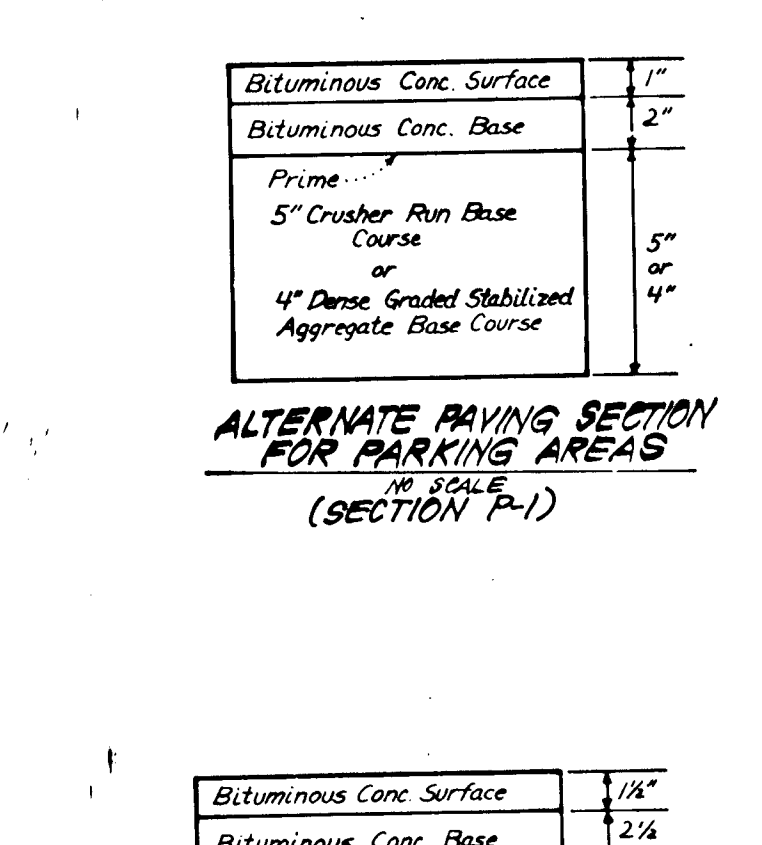 Bituminous Conc. Surface 1"
Bituminous Conc. Base 2"
Prime
5" Crusher Run Base
Course
or
4" Dense Graded Stabilized
Aggregate Base Course
5"
or
4"
ALTERNATE PAVING SECTION
FOR PARKING AREAS
NO SCALE
(SECTION P-1)
Bituminous Conc. Surface 1½"
Bituminous Conc. Base 2½